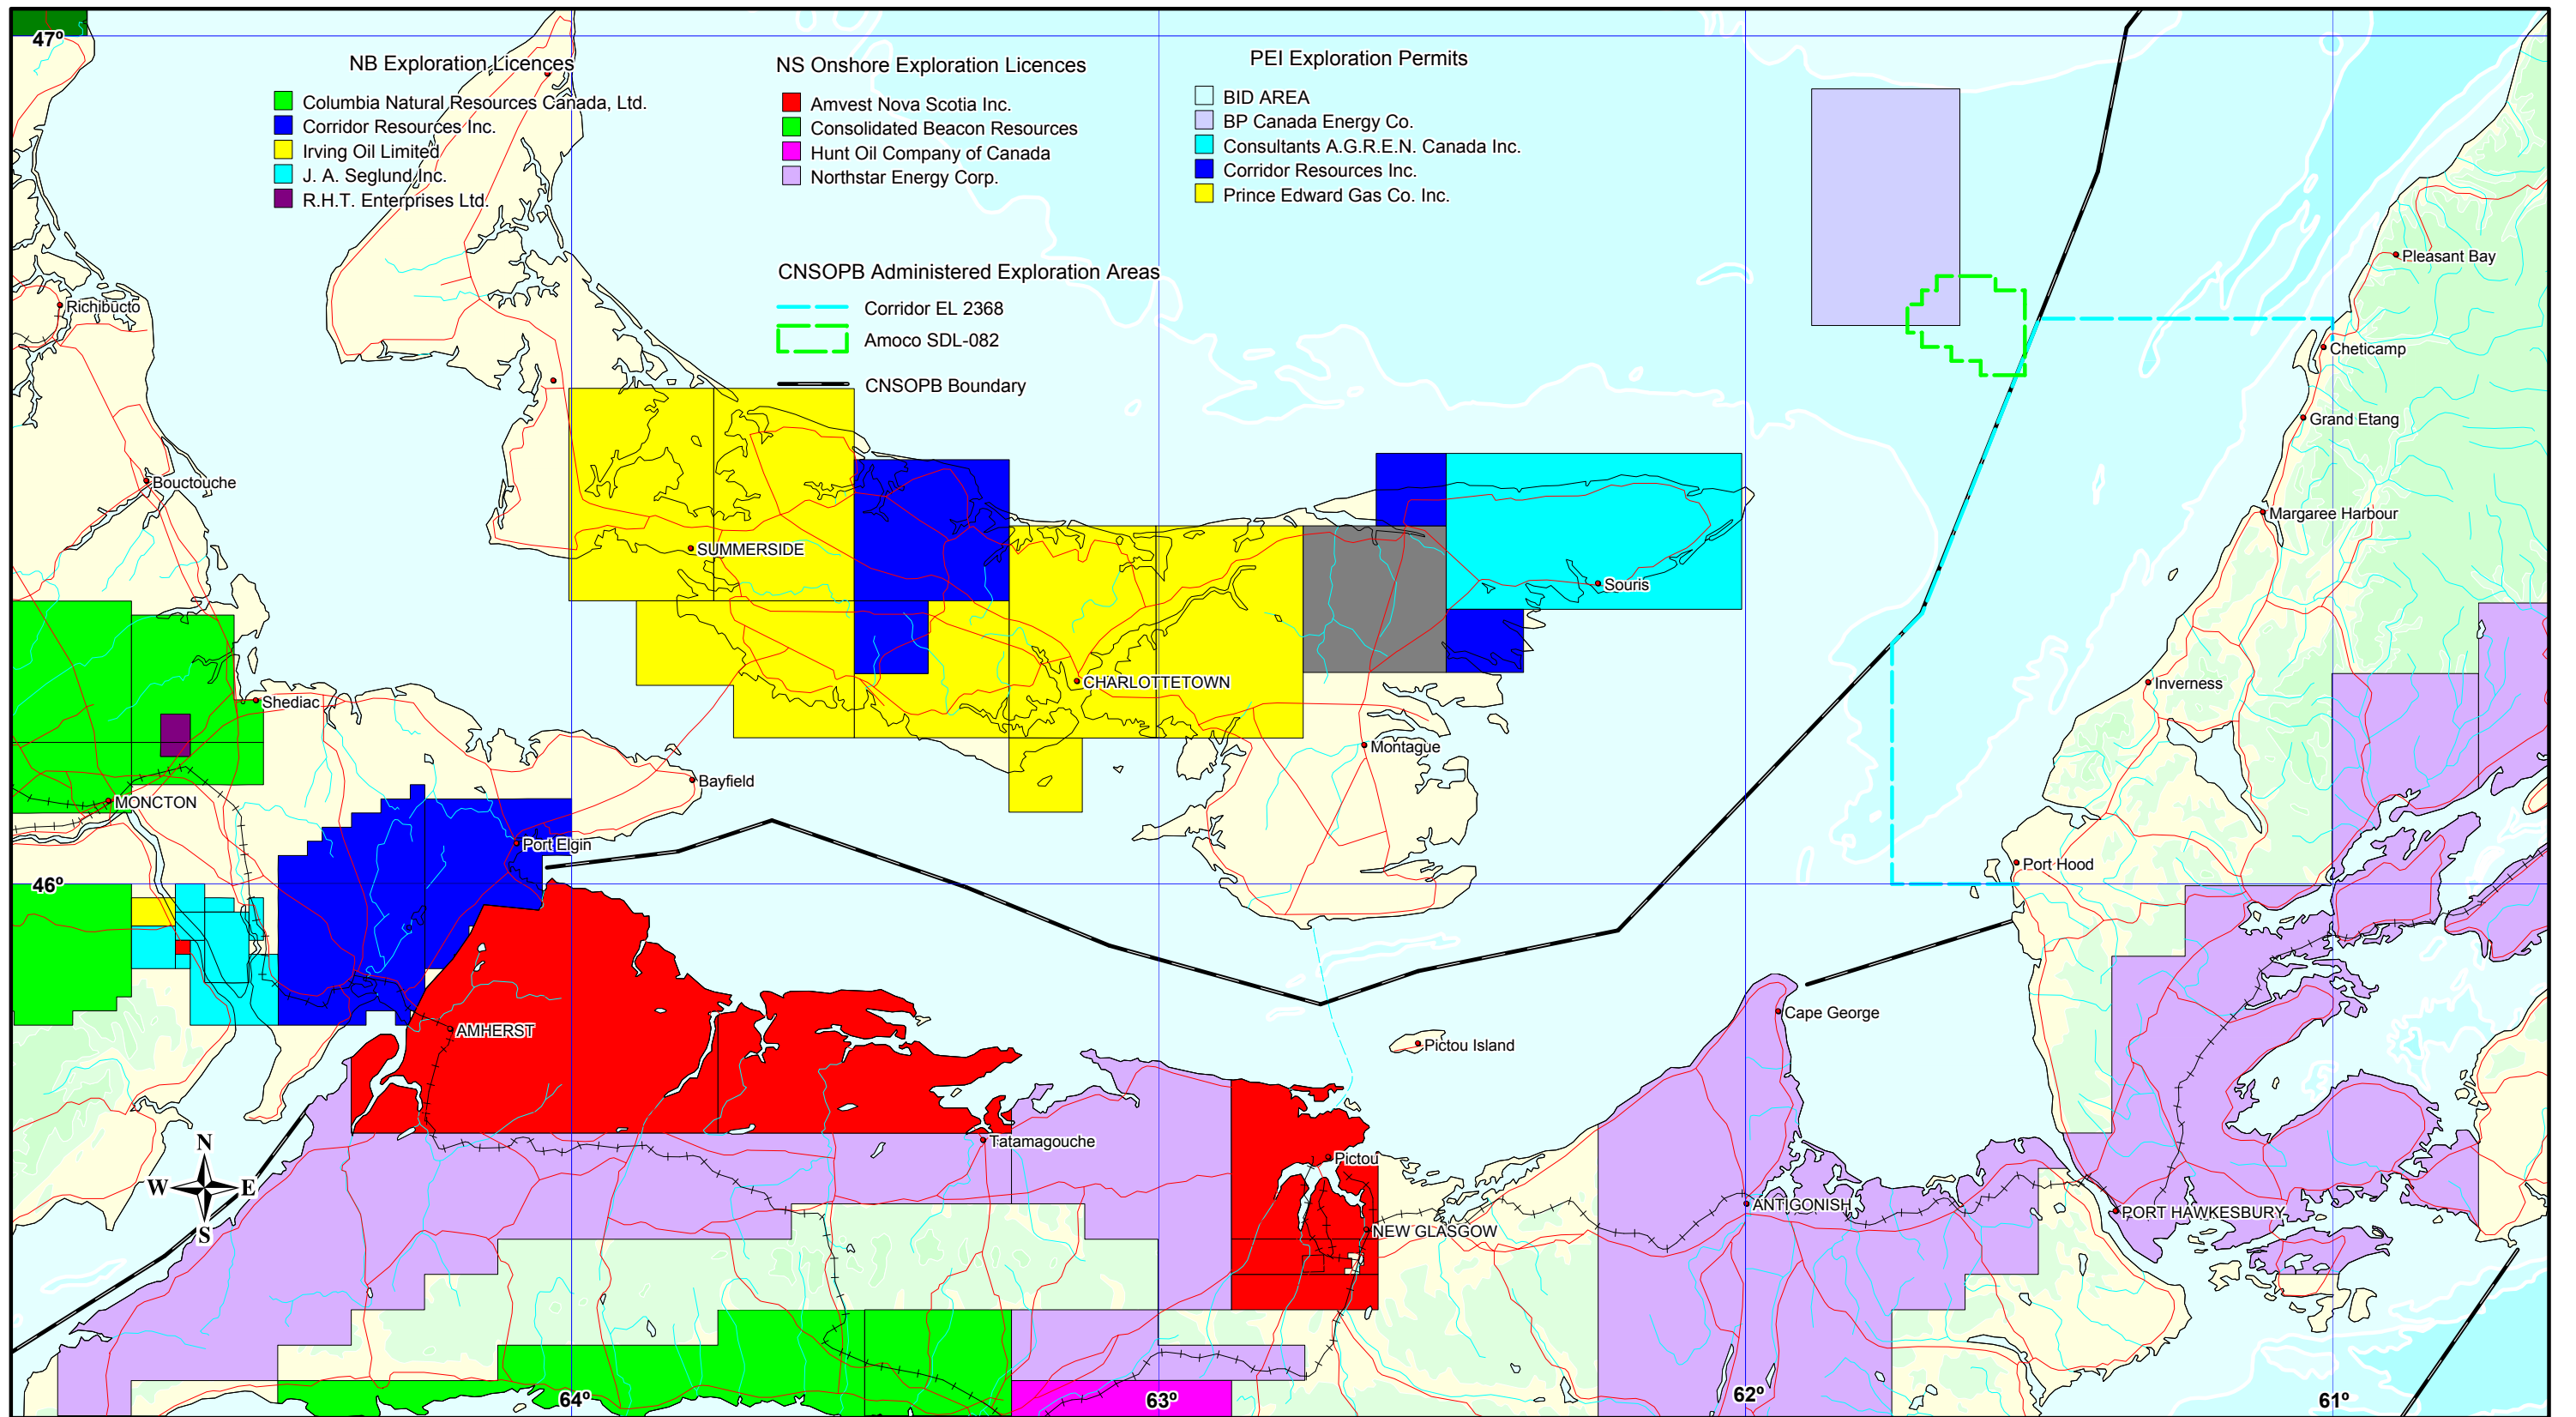 47º
NB Exploration Licences
Columbia Natural Resources Canada, Ltd.
Corridor Resources Inc.
Irving Oil Limited
J. A. Seglund Inc.
R.H.T. Enterprises Ltd.
NS Onshore Exploration Licences
Amvest Nova Scotia Inc.
Consolidated Beacon Resources
Hunt Oil Company of Canada
Northstar Energy Corp.
PEI Exploration Permits
BID AREA
BP Canada Energy Co.
Consultants A.G.R.E.N. Canada Inc.
Corridor Resources Inc.
Prince Edward Gas Co. Inc.
CNSOPB Administered Exploration Areas
Corridor EL 2368
Amoco SDL-082
CNSOPB Boundary
Pleasant Bay
Richibucto
Cheticamp
Grand Etang
Bouctouche
Margaree Harbour
SUMMERSIDE
Souris
CHARLOTTETOWN
Inverness
Shediac
Montague
Bayfield
MONCTON
Port Elgin
Port Hood
46º
Cape George
AMHERST
Pictou Island
Tatamagouche
N
W E
S
Pictou
ANTIGONISH
PORT HAWKESBURY
NEW GLASGOW
64º
63º
62º
61º